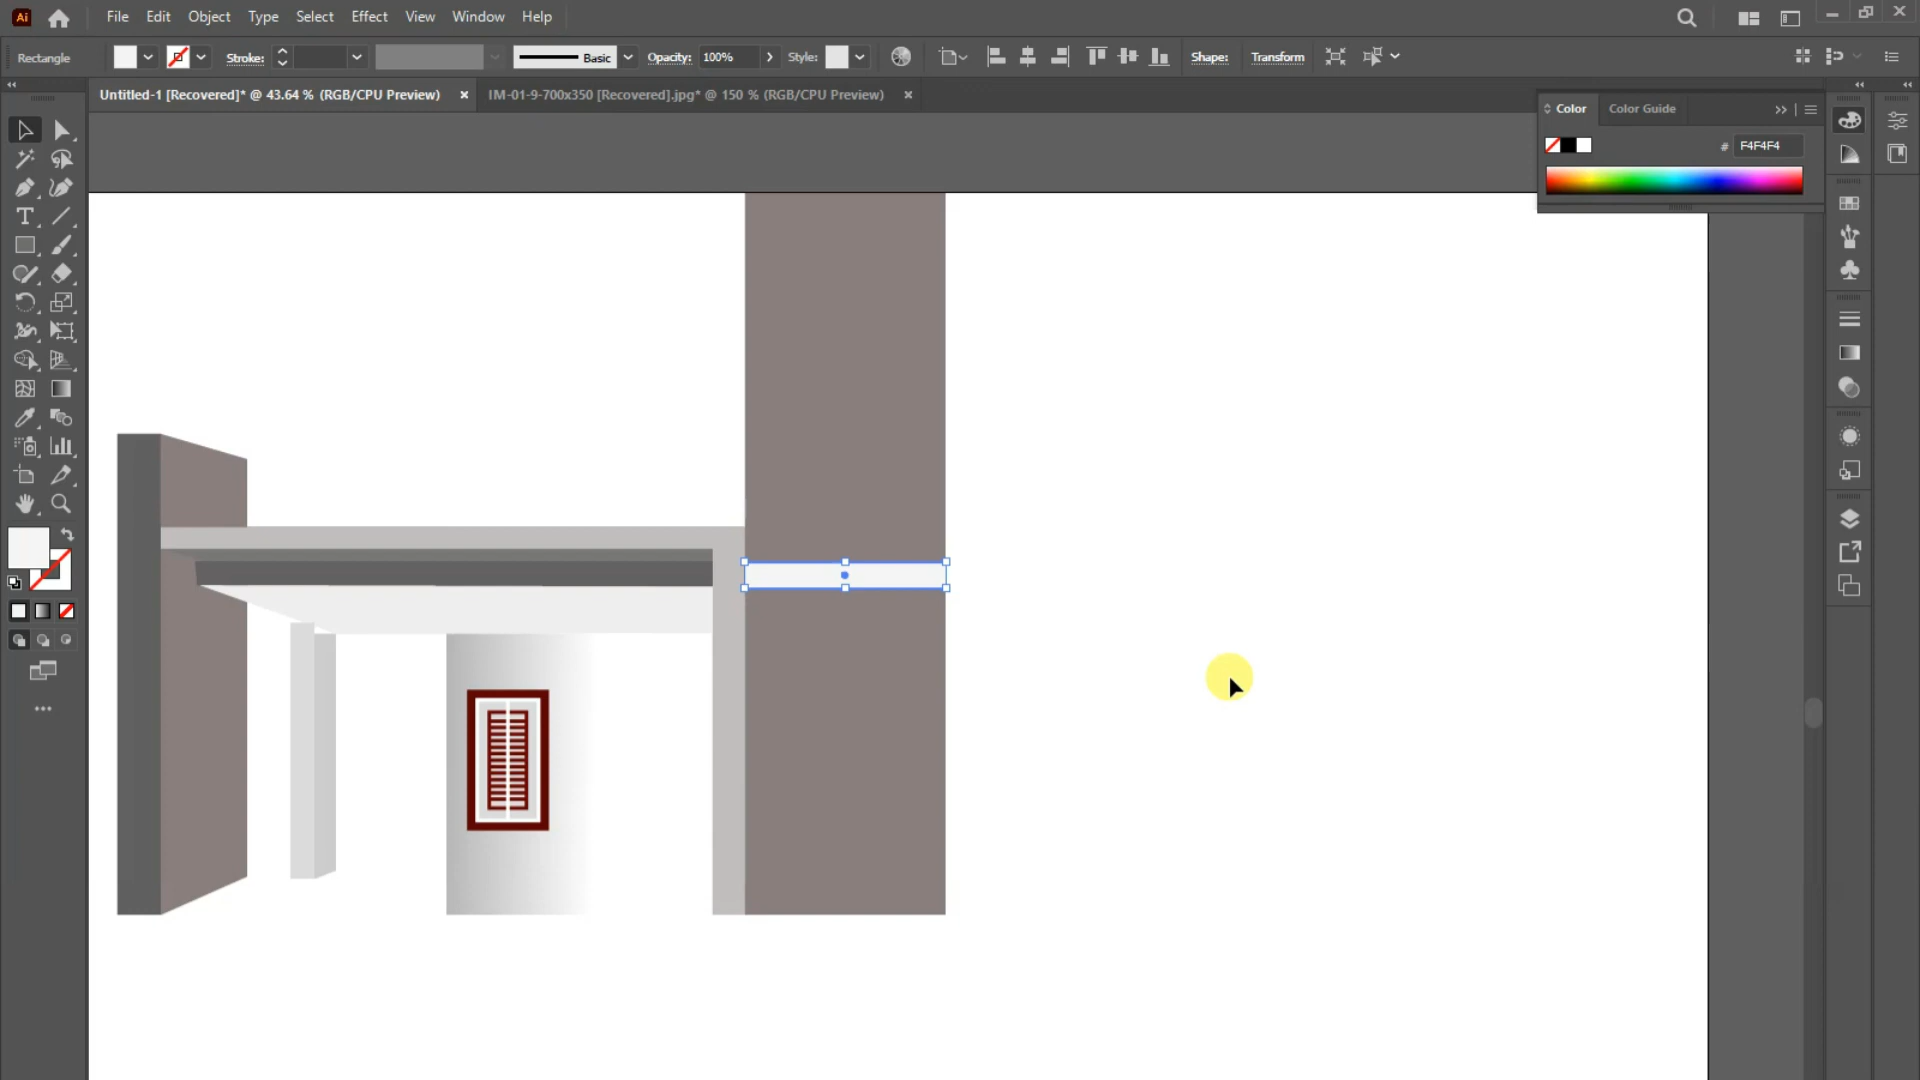 Ai File Edit Object Type Select Effect View Window Help
Rectangle Stroke: Basic Opacity: 100% Style: Shape: Transform
Untitled-1 [Recovered]* @ 43.64 % (RGB/CPU Preview) × IM-01-9-700x350 [Recovered].jpg* @ 150 % (RGB/CPU Preview) ×
Color Color Guide
# F4F4F4